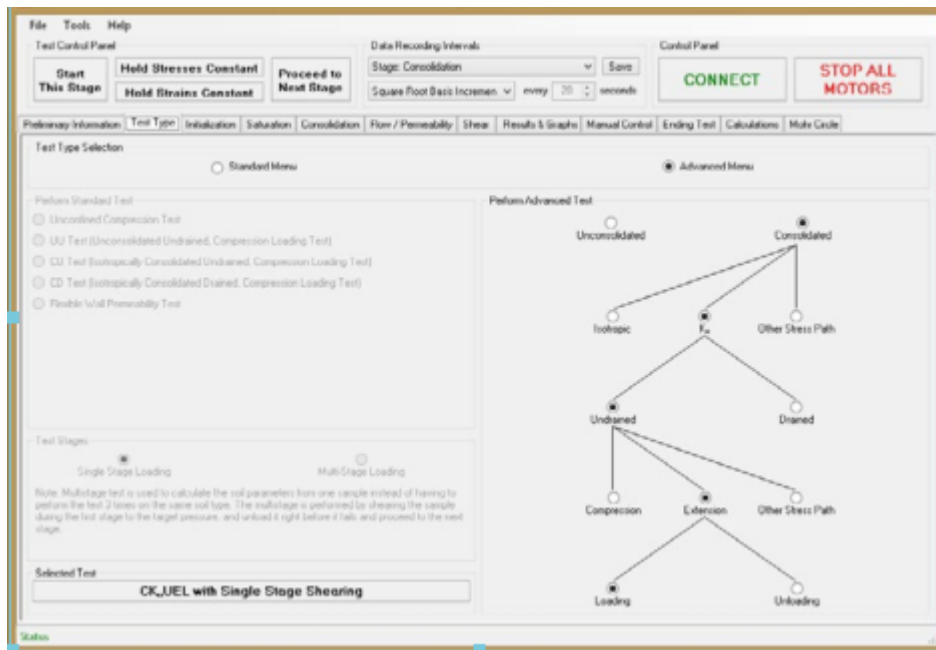 File Tools Help
Test Control Panel
Start This Stage
Hold Stresses Constant
Hold Strains Constant
Proceed to Next Stage
Data Recording Intervals
Stage: Consolidation
Save
Square Root Basis Incremen
every 20 seconds
Control Panel
CONNECT
STOP ALL MOTORS
Preliminary Information Test Type Initialization Saturation Consolidation Flow / Permeability Shear Results & Graphs Manual Control Ending Test Calculations Mohr Circle
Test Type Selection
Standard Menu
Advanced Menu
Perform Standard Test
Unconfined Compression Test
UU Test (Unconsolidated Undrained, Compression Loading Test)
CU Test (Isotropically Consolidated Undrained, Compression Loading Test)
CD Test (Isotropically Consolidated Drained, Compression Loading Test)
Flexible Wall Permeability Test
Test Stages
Single Stage Loading
Multi-Stage Loading
Note: Multistage test is used to calculate the soil parameters from one sample instead of having to
perform the test 3 times on the same soil type. The multistage is performed by shearing the sample
during the first stage to the target pressure, and unload it right before it fails and proceed to the next
stage.
Selected Test
CK₀UEL with Single Stage Shearing
Perform Advanced Test
Unconsolidated
Consolidated
Isotropic
K₀
Other Stress Path
Undrained
Drained
Compression
Extension
Other Stress Path
Loading
Unloading
Status